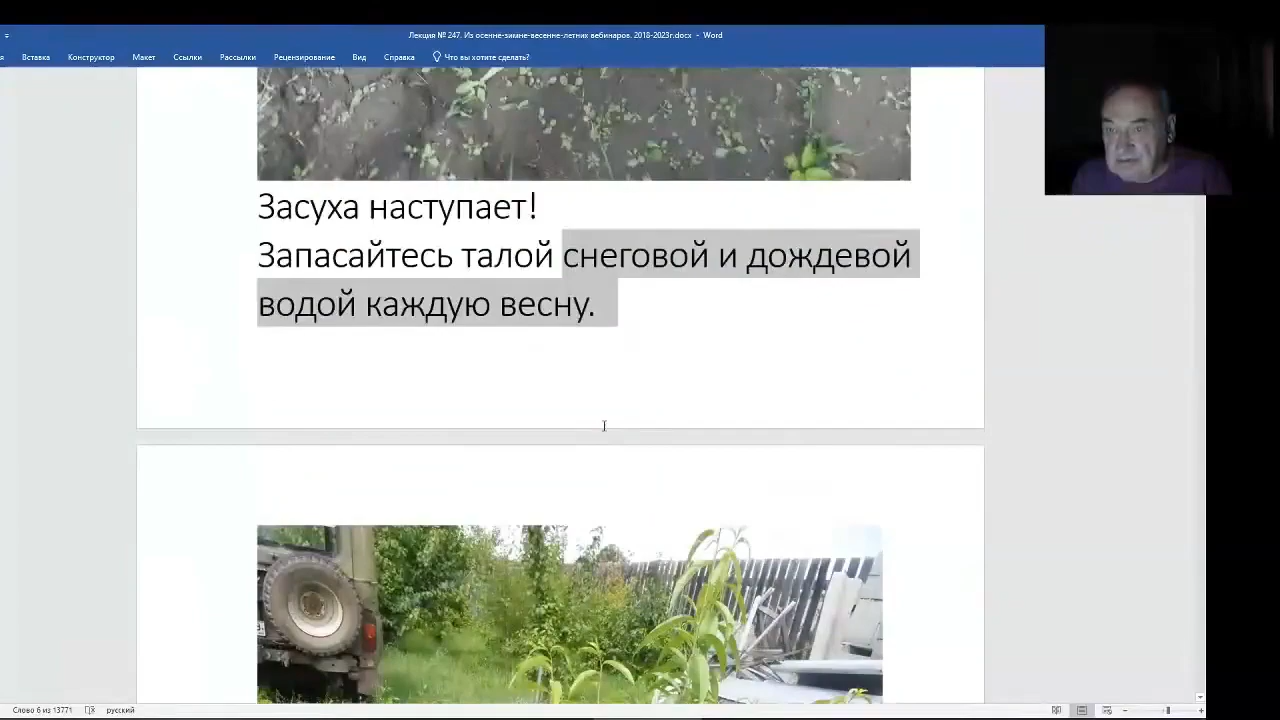 Лекция № 247. Из осенне-зимне-весенне-летних вебинаров. 2018-2023г.docx - Word
Вставка Конструктор Макет Ссылки Рассылки Рецензирование Вид Справка Что вы хотите сделать?
Засуха наступает!
Запасайтесь талой снеговой и дождевой
водой каждую весну.
Слово 6 из 13771 русский